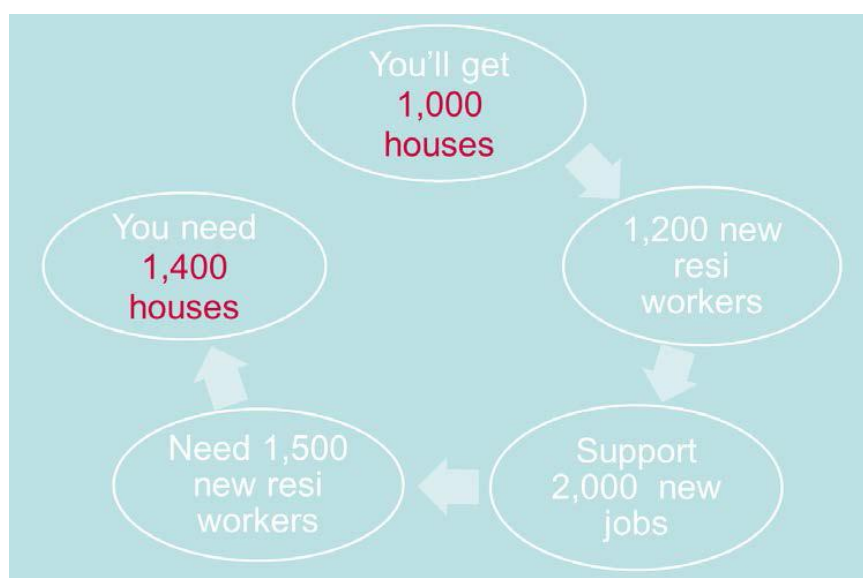 You'll get
1,000
houses
1,200 new
resi
workers
Support
2,000  new
jobs
Need 1,500
new resi
workers
You need
1,400
houses